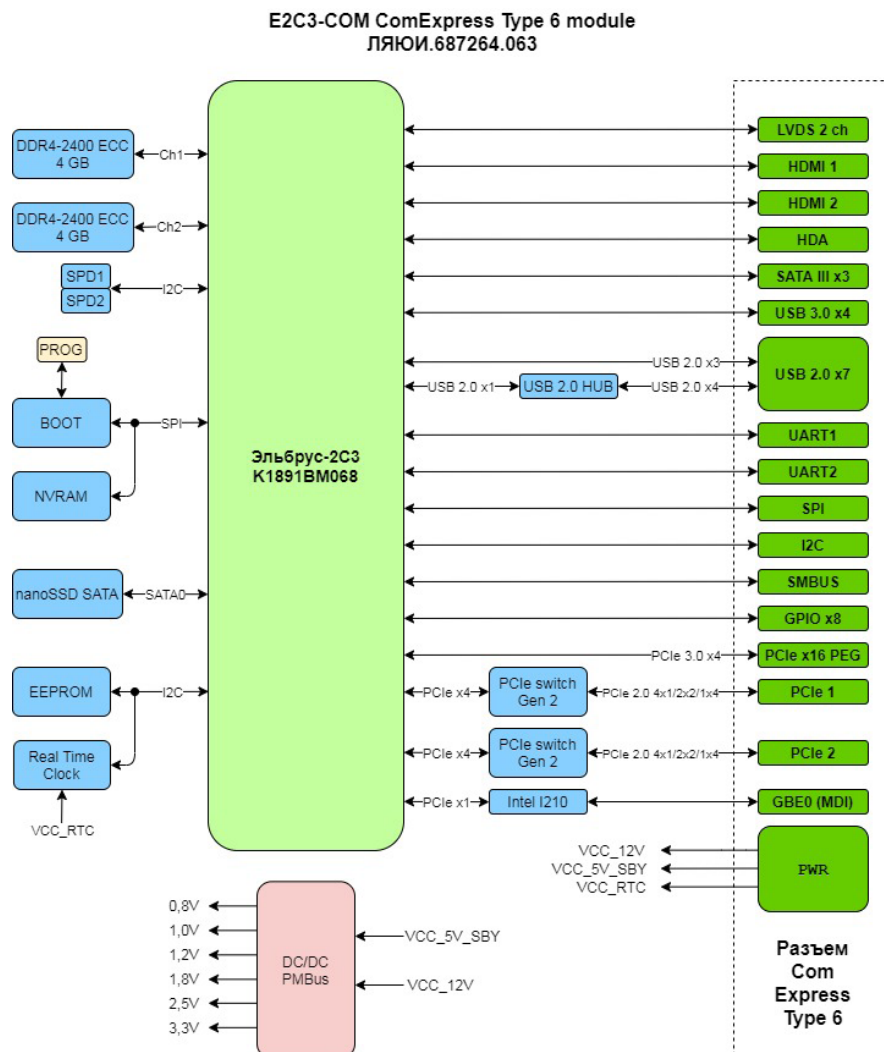 E2C3-COM ComExpress Type 6 module
ЛЯЮИ.687264.063
DDR4-2400 ECC
4 GB
Ch1
DDR4-2400 ECC
4 GB
Ch2
SPD1
SPD2
I2C
PROG
BOOT
SPI
NVRAM
nanoSSD SATA
SATA0
EEPROM
I2C
Real Time
Clock
VCC_RTC
Эльбрус-2С3
К1891ВМ068
LVDS 2 ch
HDMI 1
HDMI 2
HDA
SATA III x3
USB 3.0 x4
USB 2.0 x3
USB 2.0 x1
USB 2.0 HUB
USB 2.0 x4
USB 2.0 x7
UART1
UART2
SPI
I2C
SMBUS
GPIO x8
PCIe 3.0 x4
PCIe x16 PEG
PCIe x4
PCIe switch
Gen 2
PCIe 2.0 4x1/2x2/1x4
PCIe 1
PCIe x4
PCIe switch
Gen 2
PCIe 2.0 4x1/2x2/1x4
PCIe 2
PCIe x1
Intel I210
GBE0 (MDI)
VCC_12V
VCC_5V_SBY
VCC_RTC
PWR
0,8V
1,0V
1,2V
1,8V
2,5V
3,3V
DC/DC
PMBus
VCC_5V_SBY
VCC_12V
Разъем
Com
Express
Type 6